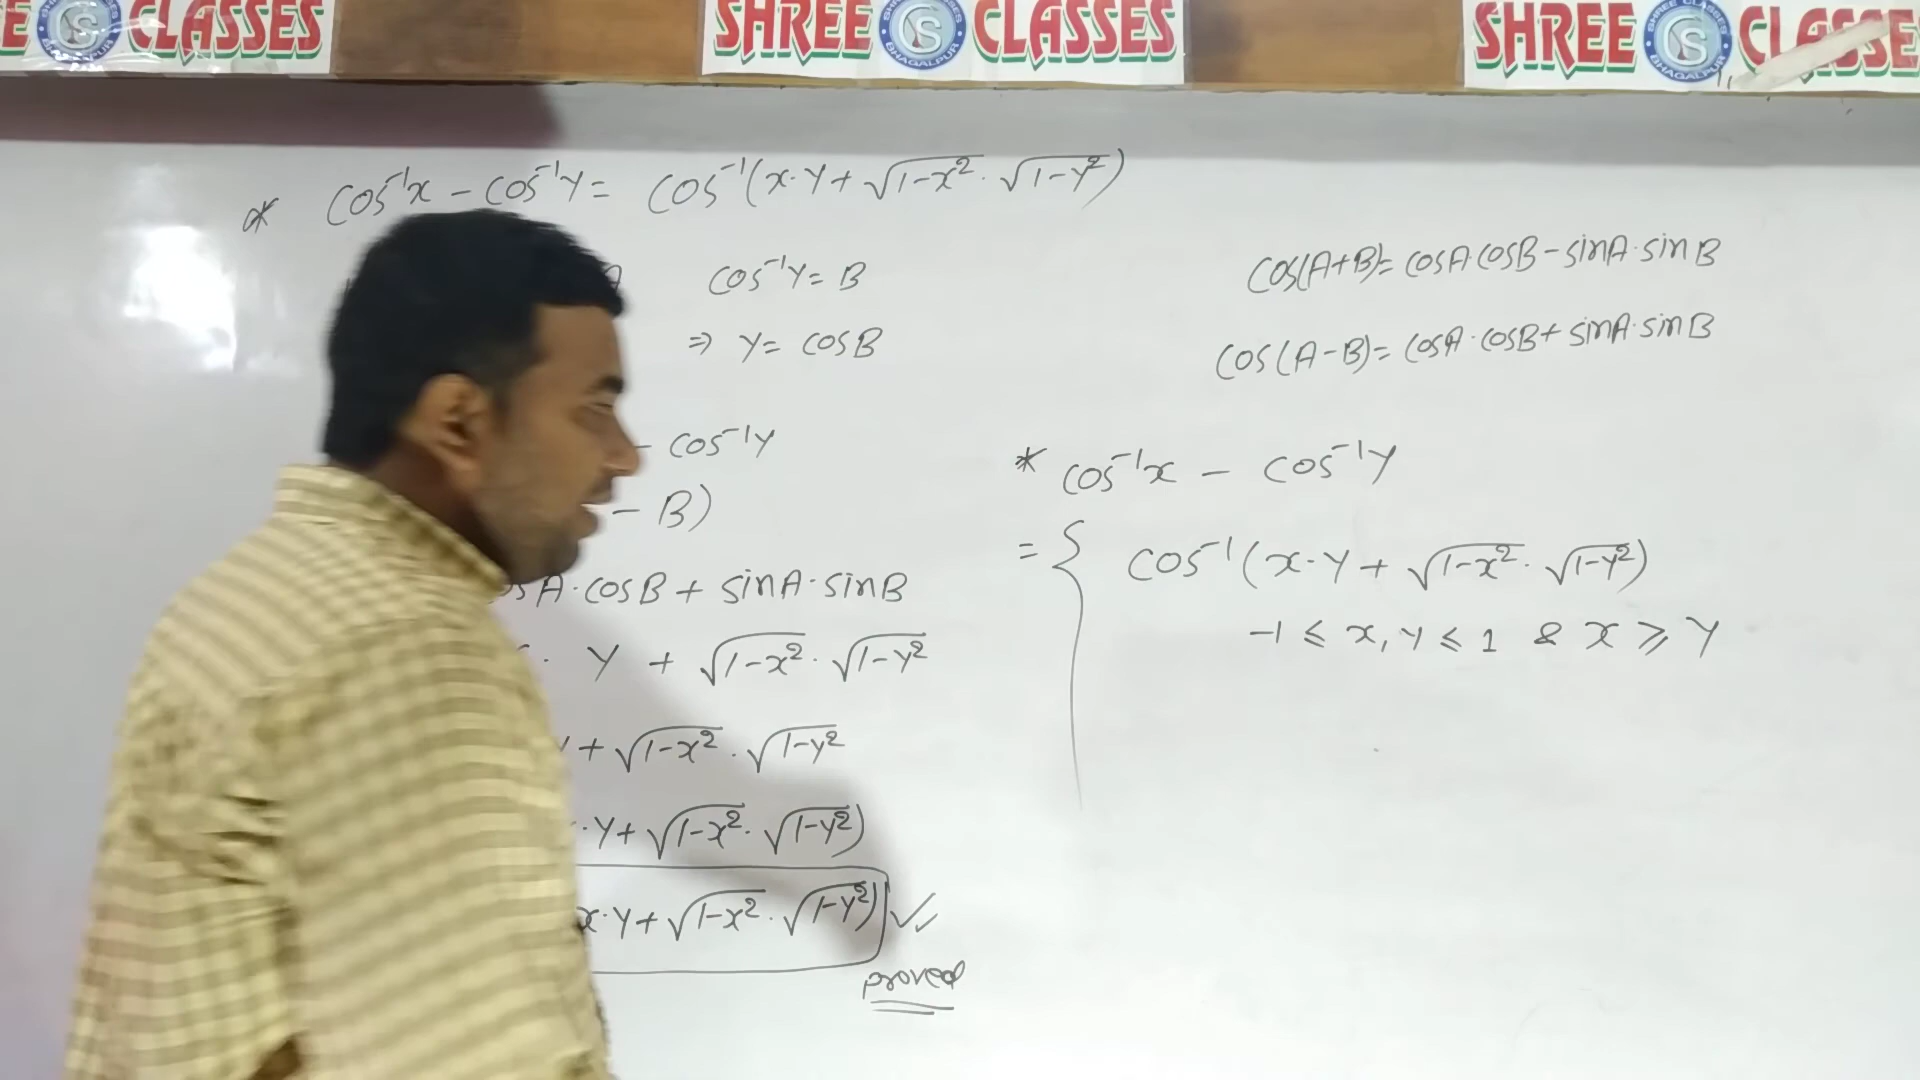 E CLASSES SHREE CLASSES SHREE CLASSE
* cos⁻¹x - cos⁻¹y = cos⁻¹(x·y + √1-x² · √1-y²)
A cos⁻¹y = B
⇒ y = cosB
- cos⁻¹y
- B)
A·cosB + sinA·sinB
· y + √1-x² · √1-y²
+ √1-x² · √1-y²
·y + √1-x² · √1-y²)
x·y + √1-x² · √1-y²)
proved
cos(A+B) = cosA cosB - sinA·sinB
cos(A-B) = cosA·cosB + sinA·sinB
* cos⁻¹x - cos⁻¹y
= { cos⁻¹(x·y + √1-x² · √1-y²)
-1 ≤ x, y ≤ 1 & x ≥ y